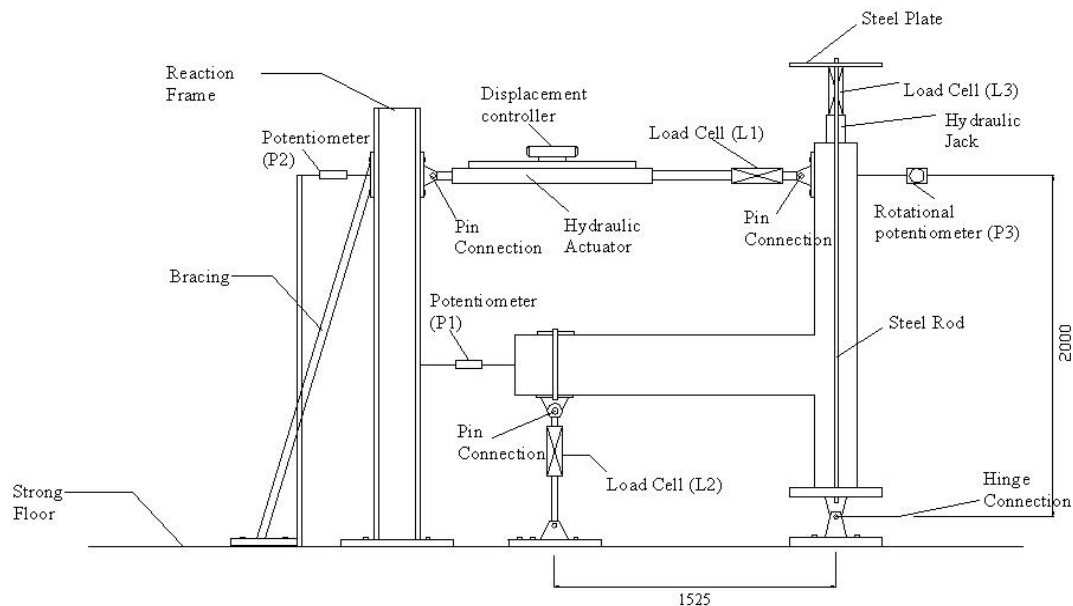 Steel Plate
Reaction
Frame
Displacement
controller
Load Cell (L3)
Potentiometer
(P2)
Load Cell (L1)
Hydraulic
Jack
Pin
Connection
Hydraulic
Actuator
Pin
Connection
Rotational
potentiometer (P3)
Bracing
Potentiometer
(P1)
Steel Rod
2000
Pin
Connection
Load Cell (L2)
Hinge
Connection
Strong
Floor
1525